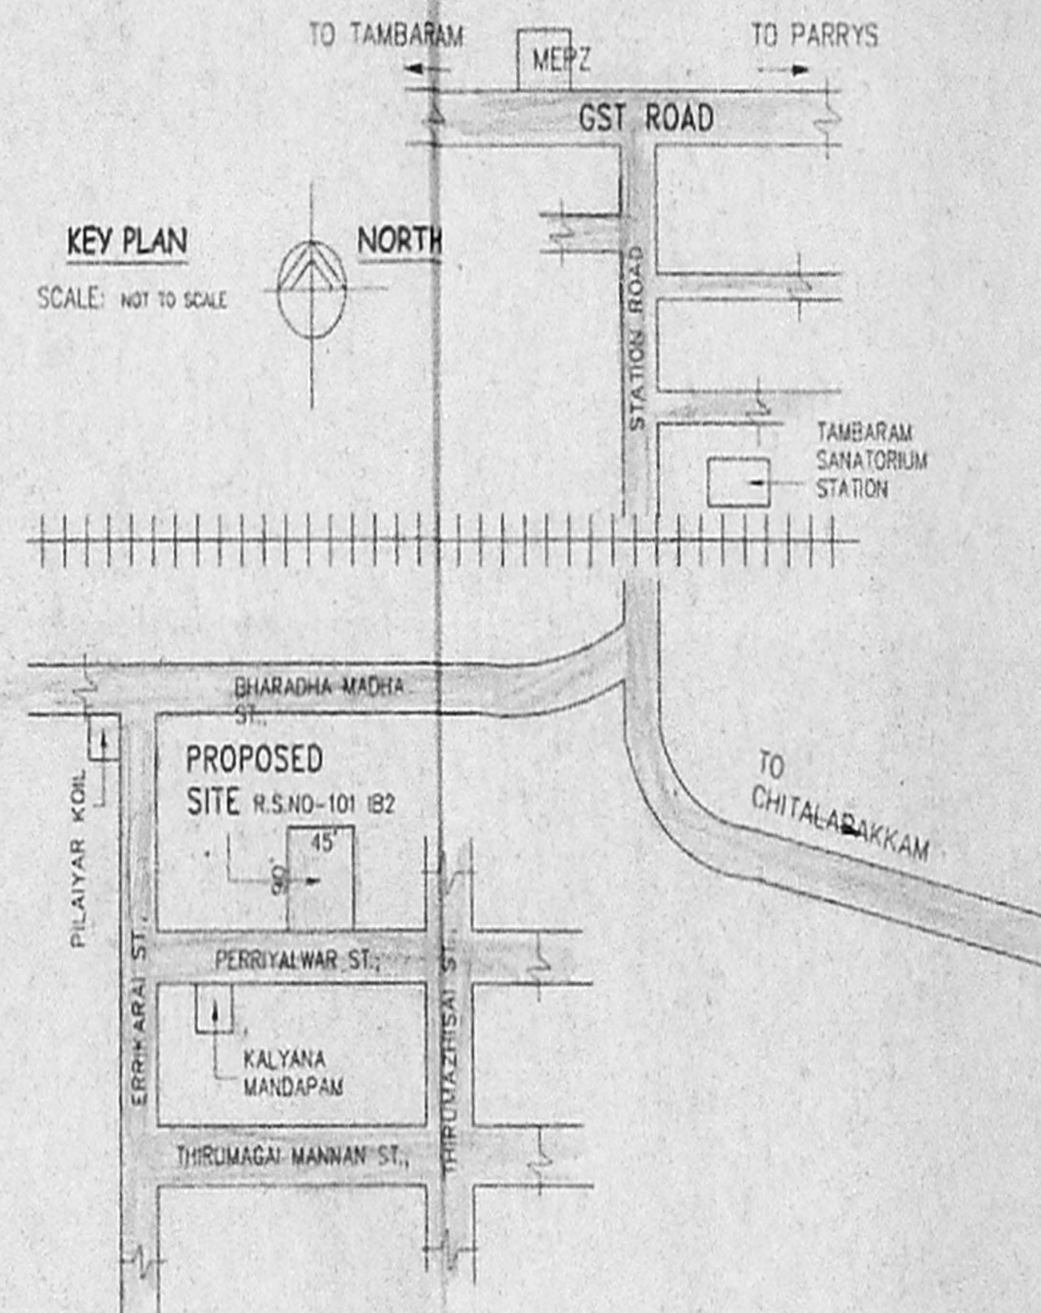 TO TAMBARAM
TO PARRYS
MEPZ
GST ROAD
KEY PLAN
NORTH
SCALE: NOT TO SCALE
STATION ROAD
TAMBARAM
SANATORIUM
STATION
BHARADHA MADHA
ST.,
PROPOSED
SITE R.S.NO-101 1B2
45'
90'
TO
CHITALAPAKKAM
PILAIYAR KOIL
ERRIKARAI ST.,
PERRIYALWAR ST.,
THIRUMAZHISAI ST.,
KALYANA
MANDAPAM
THIRUMAGAI MANNAN ST.,